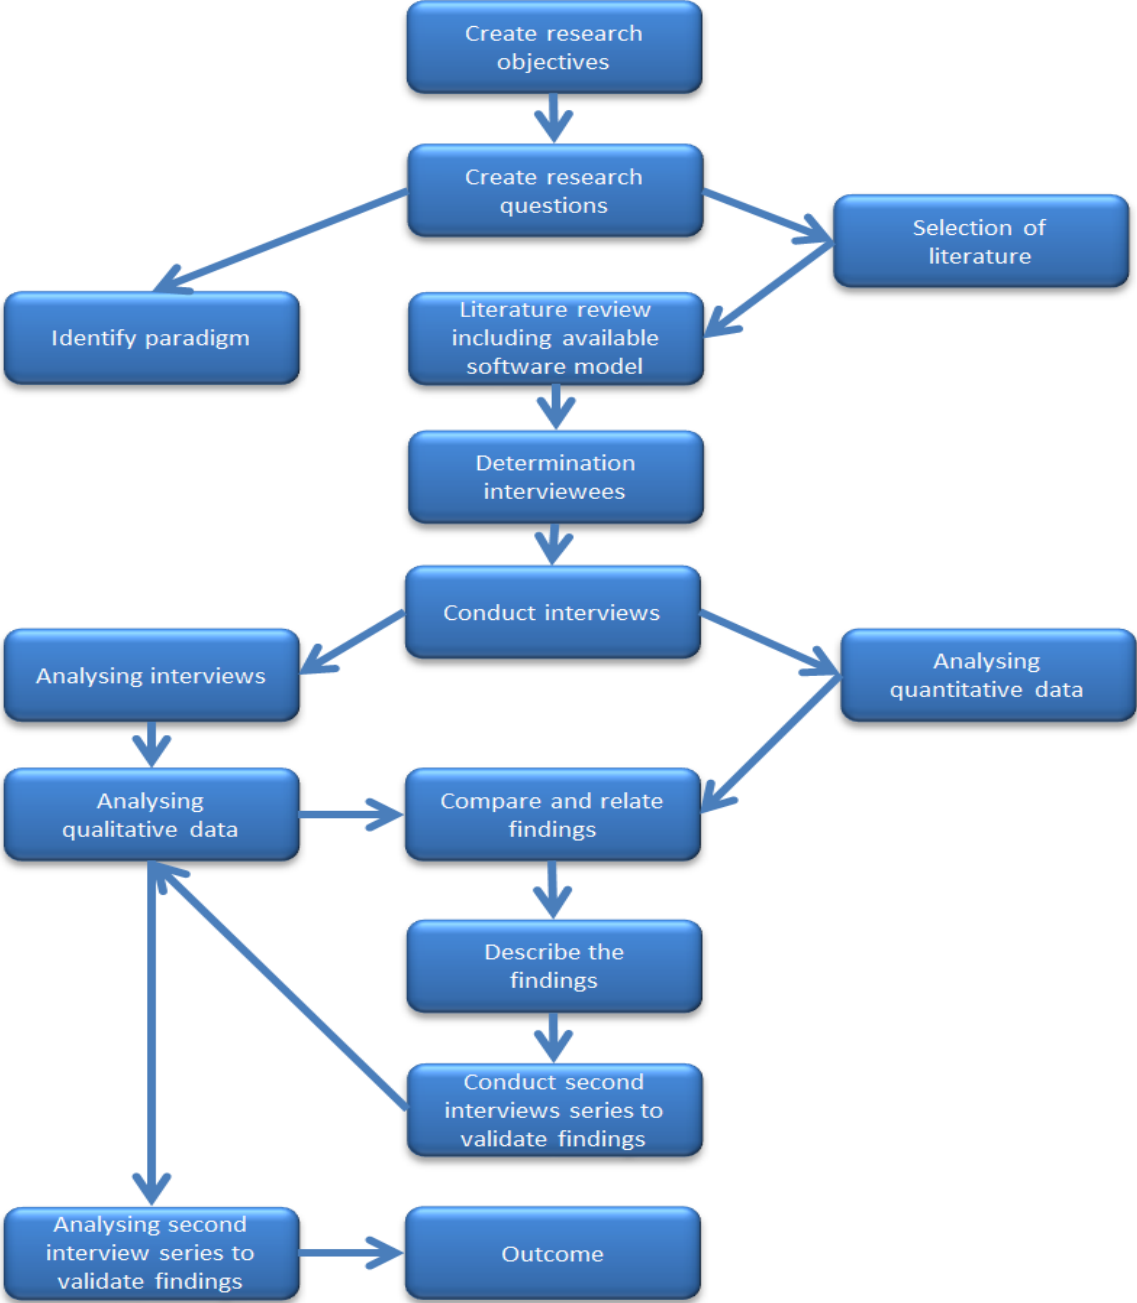 Create research
objectives
Create research
questions
Selection of
literature
Identify paradigm
Literature review
including available
software model
Determination
interviewees
Conduct interviews
Analysing interviews
Analysing
quantitative data
Analysing
qualitative data
Compare and relate
findings
Describe the
findings
Conduct second
interviews series to
validate findings
Analysing second
interview series to
validate findings
Outcome